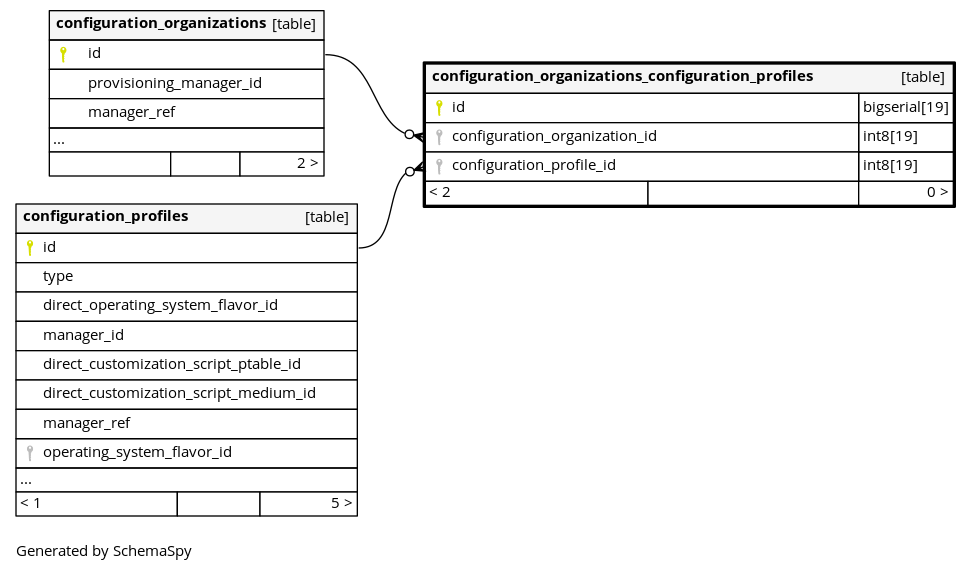 configuration_organizations [table]
id
provisioning_manager_id
manager_ref
...
2 >
configuration_organizations_configuration_profiles [table]
id bigserial[19]
configuration_organization_id int8[19]
configuration_profile_id int8[19]
< 2 0 >
configuration_profiles [table]
id
type
direct_operating_system_flavor_id
manager_id
direct_customization_script_ptable_id
direct_customization_script_medium_id
manager_ref
operating_system_flavor_id
...
< 1 5 >
Generated by SchemaSpy